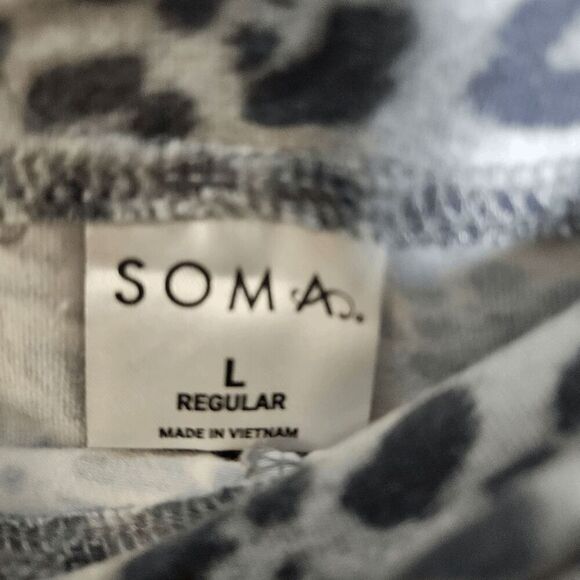 SOMA.
L
REGULAR
MADE IN VIETNAM